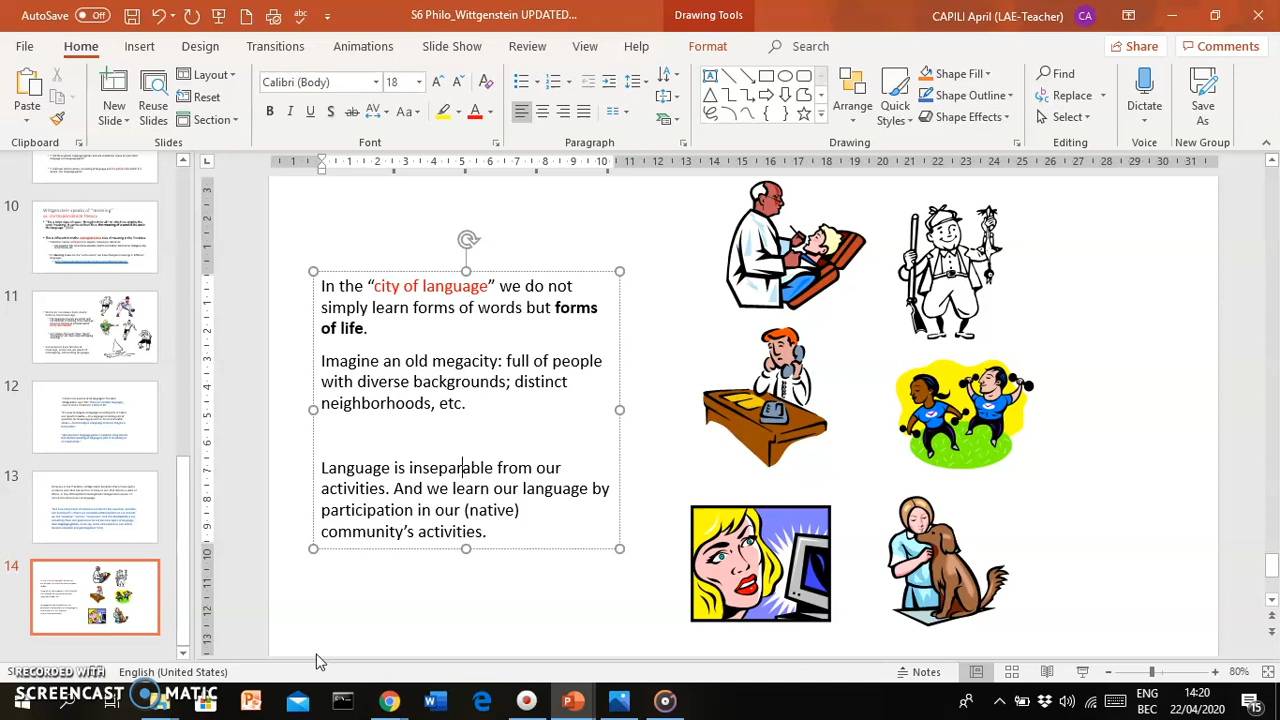 AutoSave Off
S6 Philo_Wittgenstein UPDATED...
Drawing Tools
CAPILI April (LAE-Teacher) CA
File Home Insert Design Transitions Animations Slide Show Review View Help Format Search Share Comments
Paste
New Slide
Reuse Slides
Layout
Reset
Section
Calibri (Body) 18
Arrange
Quick Styles
Shape Fill
Shape Outline
Shape Effects
Find
Replace
Select
Dictate
Save As
Clipboard Slides Font Paragraph Drawing Editing Voice New Group
10
11
12
13
14
In the “city of language” we do not
simply learn forms of words but forms
of life.
Imagine an old megacity: full of people
with diverse backgrounds; distinct
neighborhoods, etc.
Language is inseparable from our
activities. And we learn our language by
participation in our (native)
community’s activities.
English (United States)
Notes
80%
RECORDED WITH
SCREENCAST MATIC
ENG 14:20
BEC 22/04/2020
15